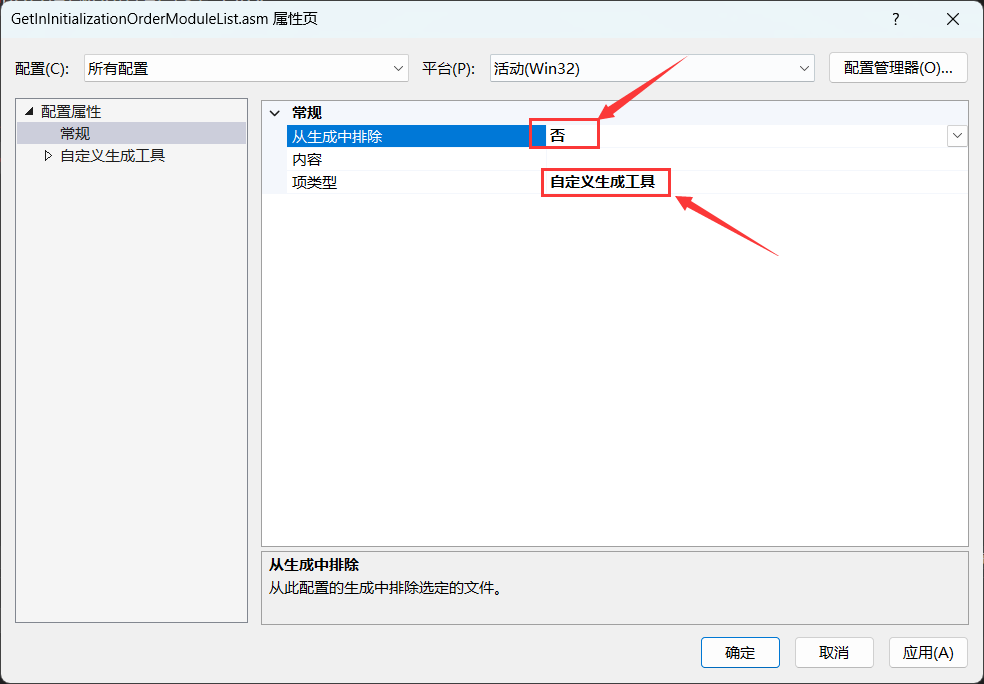 GetInInitializationOrderModuleList.asm 属性页
?
配置(C): 所有配置 平台(P): 活动(Win32) 配置管理器(O)...
配置属性
常规
自定义生成工具
常规
从生成中排除 否
内容
项类型 自定义生成工具
从生成中排除
从此配置的生成中排除选定的文件。
确定 取消 应用(A)